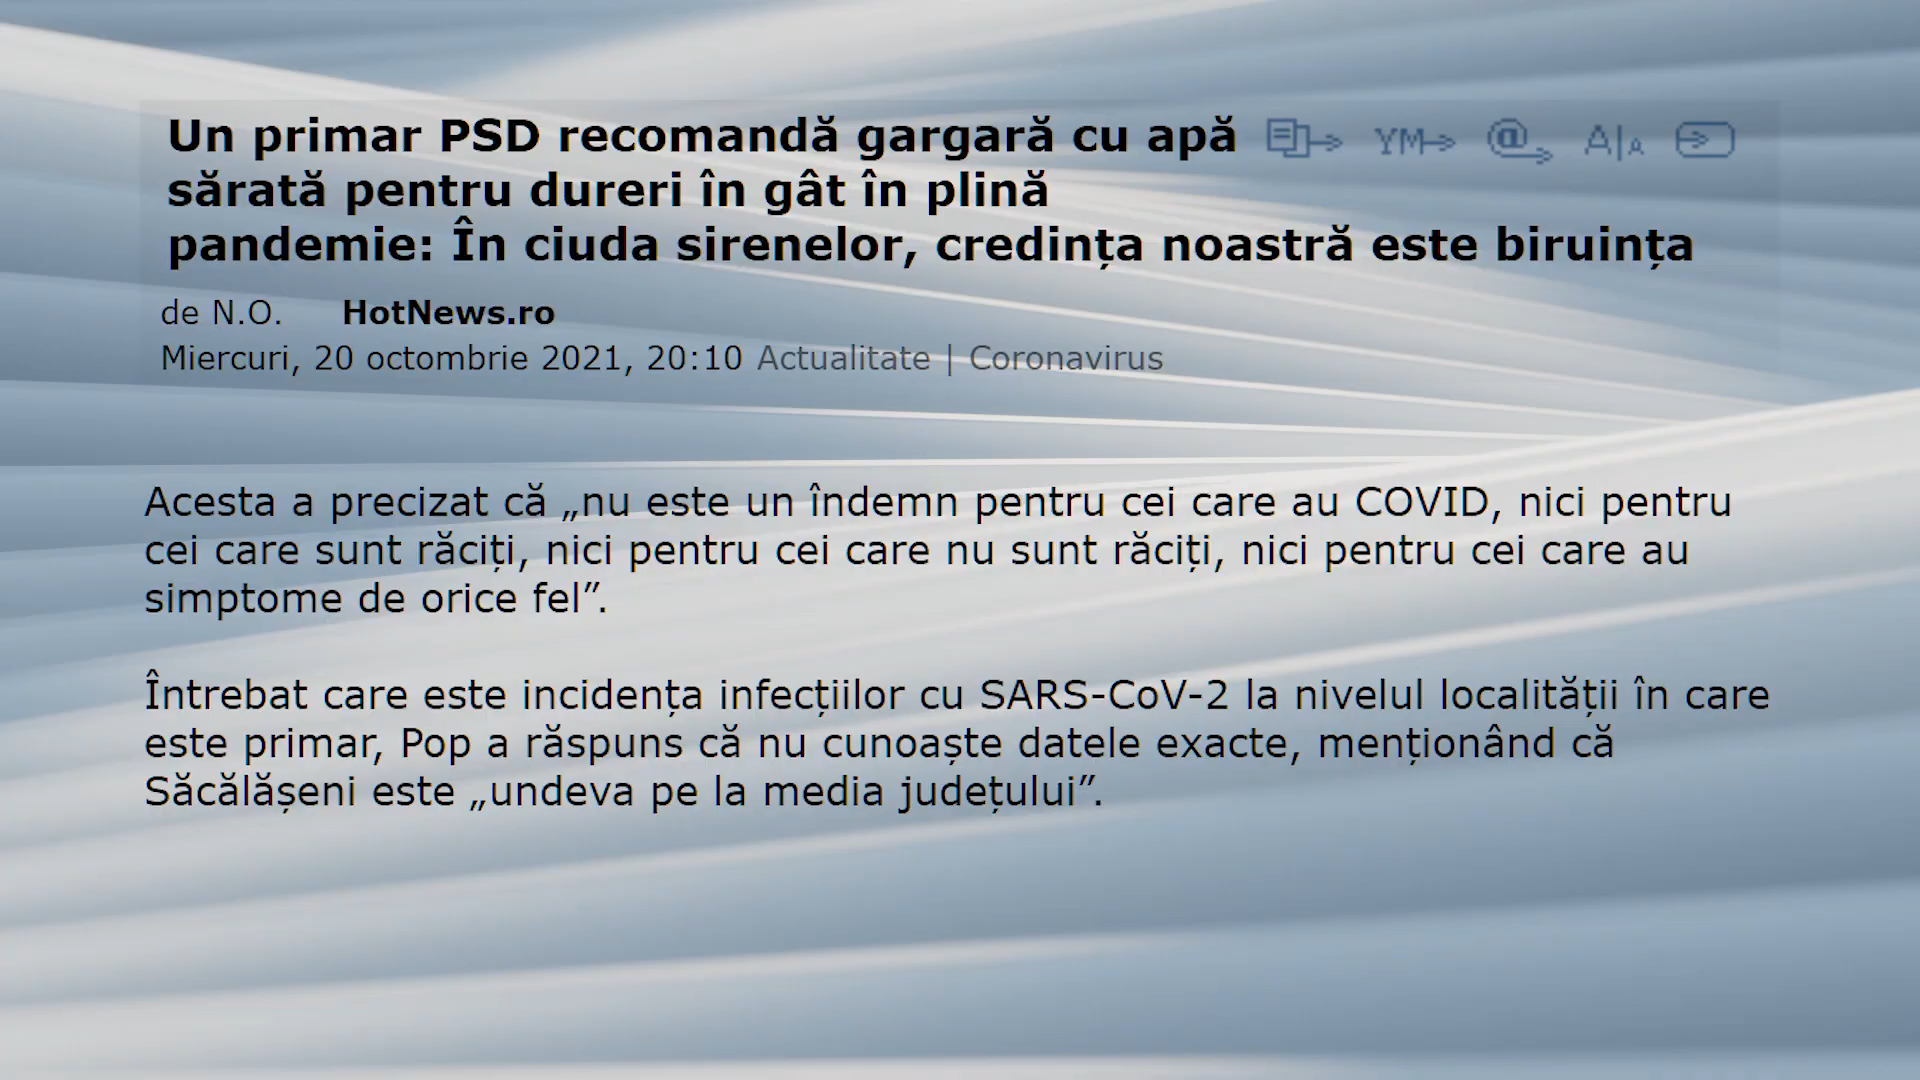 Un primar PSD recomandă gargară cu apă
sărată pentru dureri în gât în plină
pandemie: În ciuda sirenelor, credința noastră este biruința
YM
@
A|A
de N.O. HotNews.ro
Miercuri, 20 octombrie 2021, 20:10 Actualitate | Coronavirus
Acesta a precizat că „nu este un îndemn pentru cei care au COVID, nici pentru
cei care sunt răciți, nici pentru cei care nu sunt răciți, nici pentru cei care au
simptome de orice fel”.
Întrebat care este incidența infecțiilor cu SARS-CoV-2 la nivelul localității în care
este primar, Pop a răspuns că nu cunoaște datele exacte, menționând că
Săcălășeni este „undeva pe la media județului”.